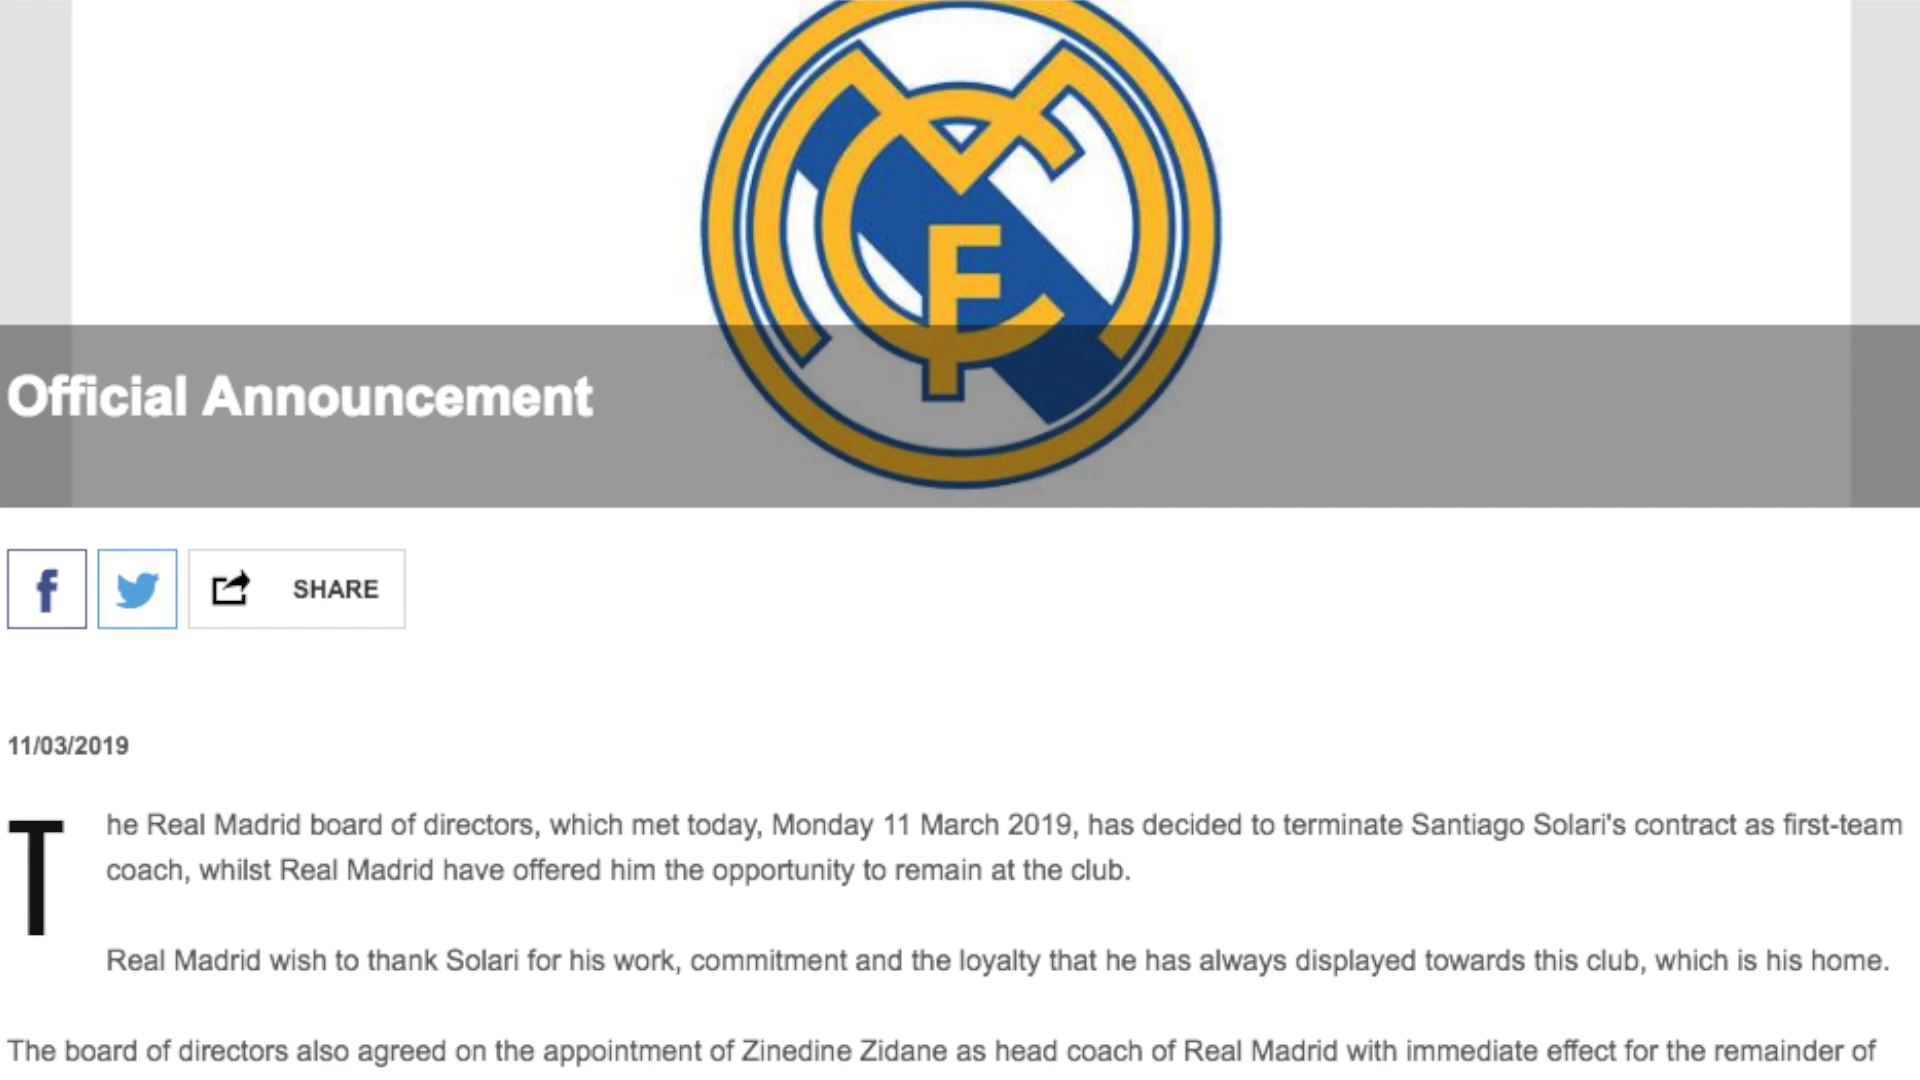 Official Announcement
SHARE
11/03/2019
The Real Madrid board of directors, which met today, Monday 11 March 2019, has decided to terminate Santiago Solari's contract as first-team
coach, whilst Real Madrid have offered him the opportunity to remain at the club.
Real Madrid wish to thank Solari for his work, commitment and the loyalty that he has always displayed towards this club, which is his home.
The board of directors also agreed on the appointment of Zinedine Zidane as head coach of Real Madrid with immediate effect for the remainder of